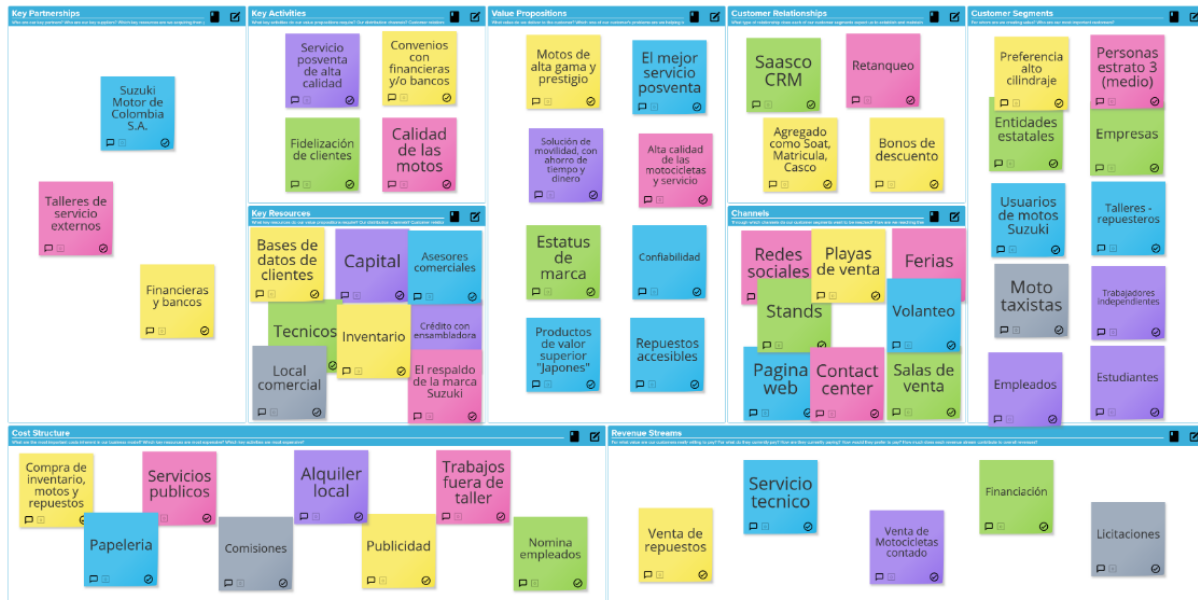 Key Partnerships
Suzuki
Motor de
Colombia
S.A.
Talleres de
servicio
externos
Financieras
y bancos
Key Activities
Servicio
posventa
de alta
calidad
Convenios
con
financieras
y/o bancos
Fidelización
de clientes
Calidad
de las
motos
Key Resources
Bases de
datos de
clientes
Capital
Asesores
comerciales
Tecnicos
Inventario
Crédito con
ensambladora
Local
comercial
El respaldo
de la marca
Suzuki
Value Propositions
Motos de
alta gama y
prestigio
El mejor
servicio
posventa
Solución de
movilidad, con
ahorro de
tiempo y
dinero
Alta calidad
de las
motocicletas
y servicio
Estatus
de
marca
Confiabilidad
Productos
de valor
superior
"Japones"
Repuestos
accesibles
Customer Relationships
Saasco
CRM
Retanqueo
Agregado
como Soat,
Matricula,
Casco
Bonos de
descuento
Channels
Redes
sociales
Playas
de venta
Ferias
Stands
Volanteo
Pagina
web
Contact
center
Salas de
venta
Customer Segments
Preferencia
alto
cilindraje
Personas
estrato 3
(medio)
Entidades
estatales
Empresas
Usuarios
de motos
Suzuki
Talleres -
repuesteros
Moto
taxistas
Trabajadores
independientes
Empleados
Estudiantes
Cost Structure
Compra de
inventario,
motos y
repuestos
Servicios
publicos
Alquiler
local
Trabajos
fuera de
taller
Papeleria
Comisiones
Publicidad
Nomina
empleados
Revenue Streams
Venta de
repuestos
Servicio
tecnico
Venta de
Motocicletas
contado
Financiación
Licitaciones